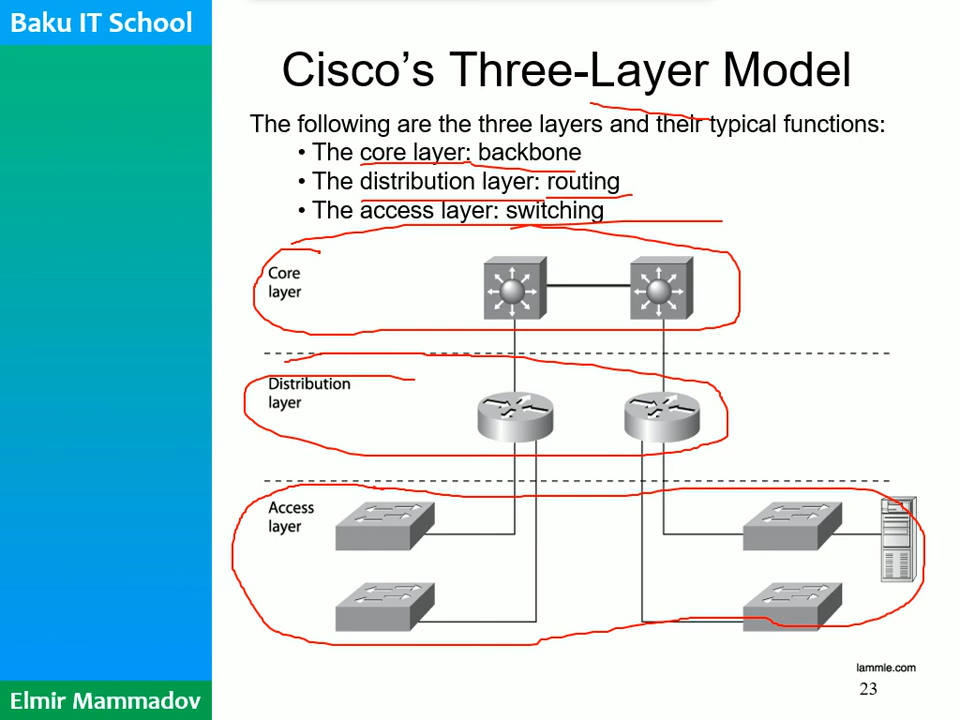 Baku IT School
Cisco's Three-Layer Model
The following are the three layers and their typical functions:
• The core layer: backbone
• The distribution layer: routing
• The access layer: switching
Core
layer
Distribution
layer
Access
layer
lammle.com
23
Elmir Mammadov